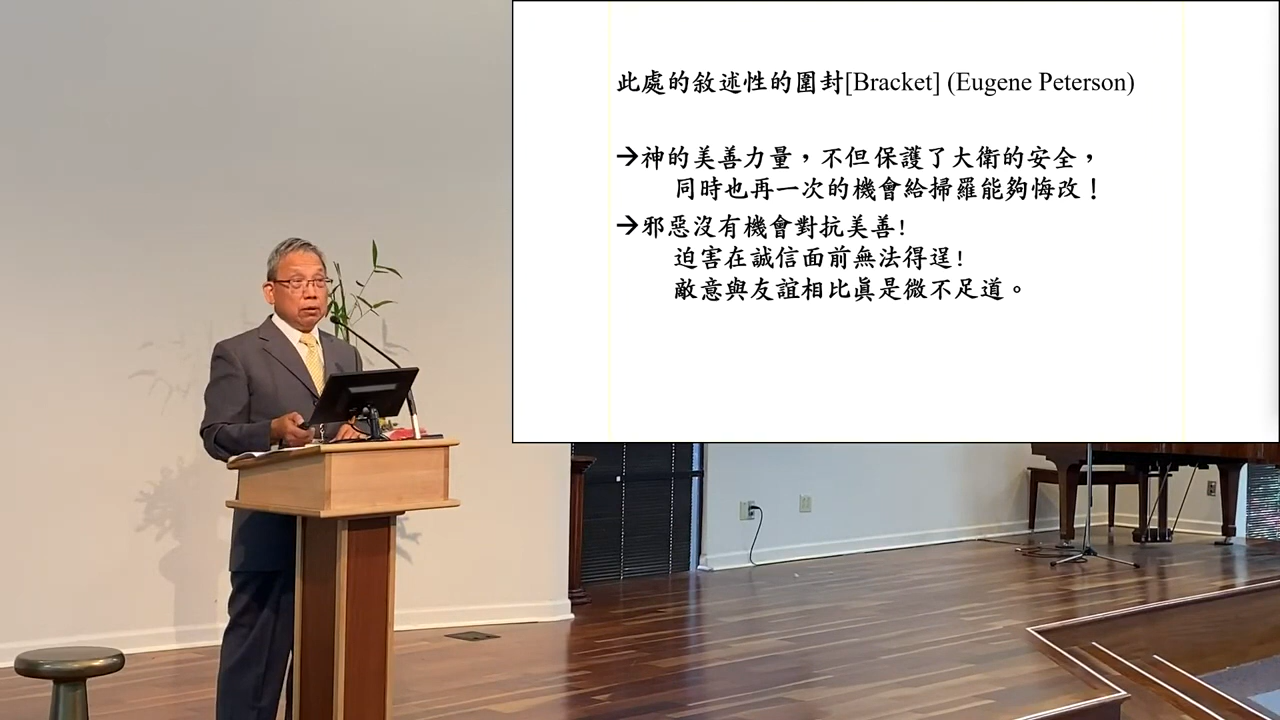 此處的敘述性的圍封[Bracket] (Eugene Peterson)
→神的美善力量，不但保護了大衛的安全，
同時也再一次的機會給掃羅能夠悔改！
→邪惡沒有機會對抗美善!
迫害在誠信面前無法得逞!
敵意與友誼相比真是微不足道。